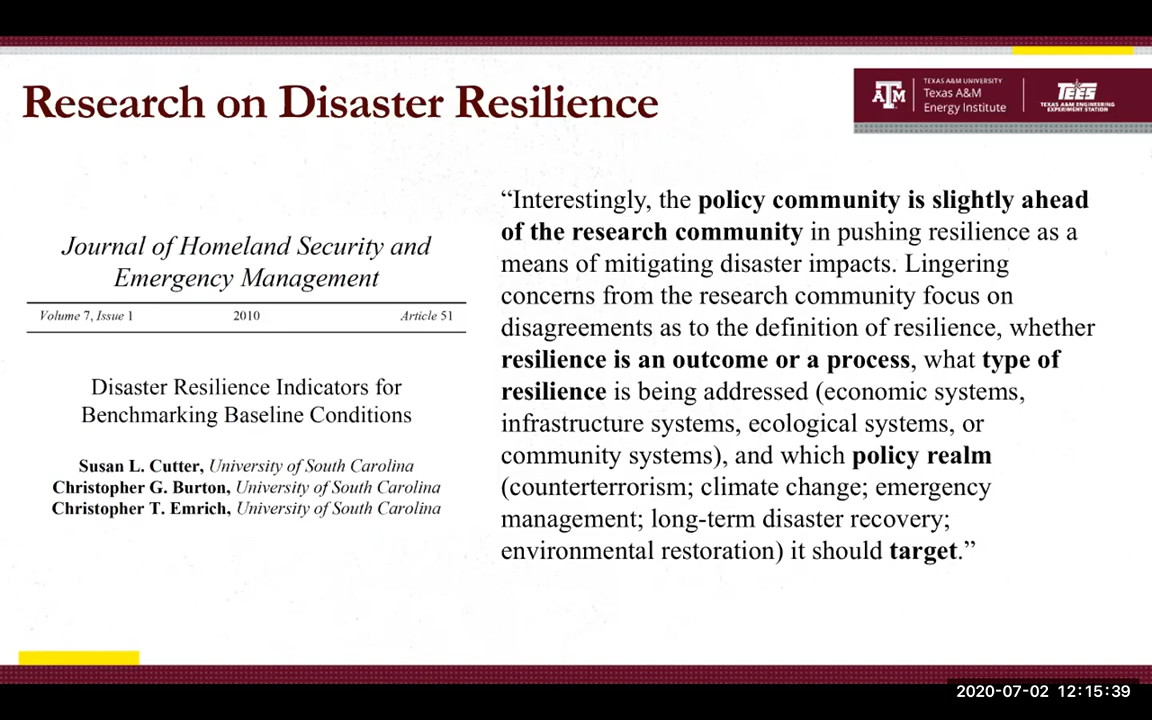 Research on Disaster Resilience
ĀTM
TEXAS A&M UNIVERSITY
Texas A&M
Energy Institute
TEES
TEXAS A&M ENGINEERING
EXPERIMENT STATION
Journal of Homeland Security and
Emergency Management
Volume 7, Issue 1 2010 Article 51
Disaster Resilience Indicators for
Benchmarking Baseline Conditions
Susan L. Cutter, University of South Carolina
Christopher G. Burton, University of South Carolina
Christopher T. Emrich, University of South Carolina
“Interestingly, the policy community is slightly ahead
of the research community in pushing resilience as a
means of mitigating disaster impacts. Lingering
concerns from the research community focus on
disagreements as to the definition of resilience, whether
resilience is an outcome or a process, what type of
resilience is being addressed (economic systems,
infrastructure systems, ecological systems, or
community systems), and which policy realm
(counterterrorism; climate change; emergency
management; long-term disaster recovery;
environmental restoration) it should target.”
2020-07-02 12:15:39